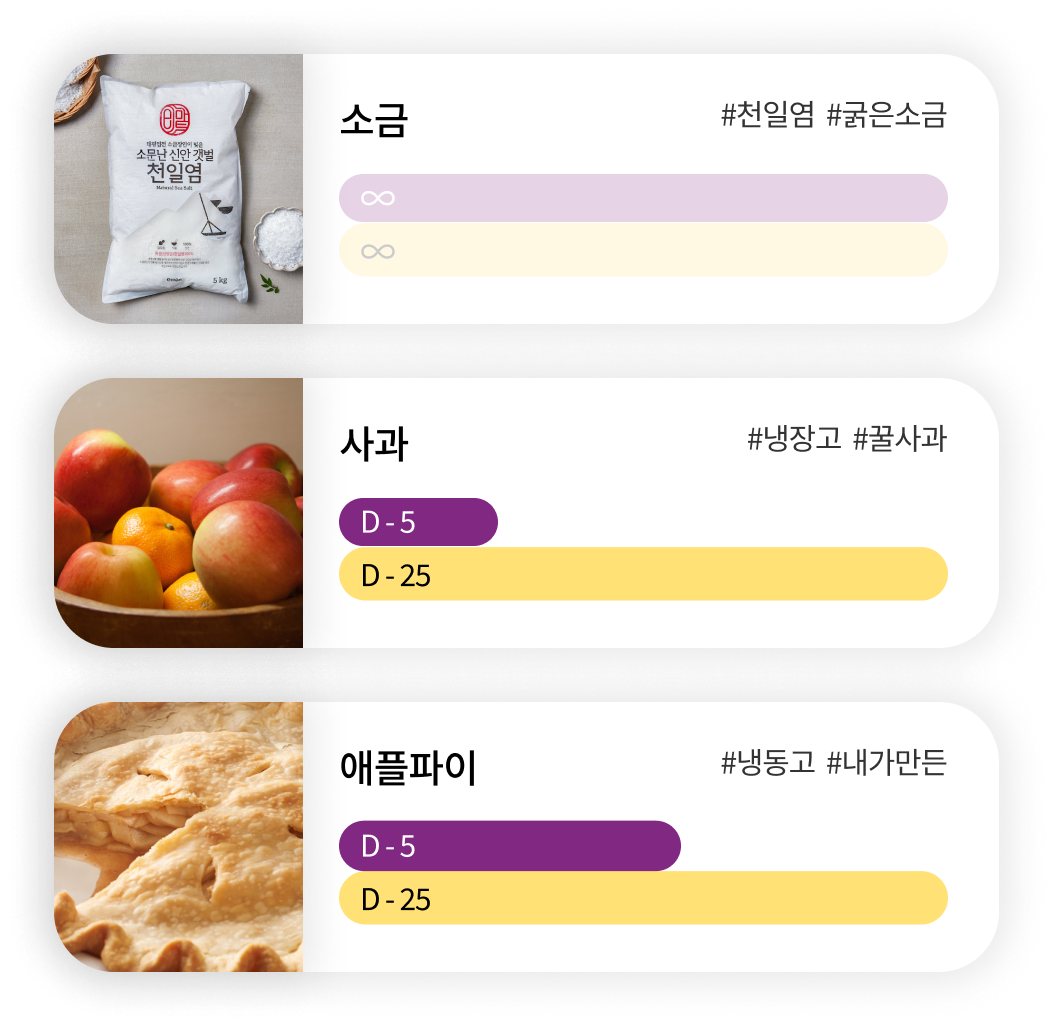 소문난 신안 갯벌
천일염
Natural Sea Salt
5 kg
소금
#천일염 #굵은소금
∞
∞
사과
#냉장고 #꿀사과
D - 5
D - 25
애플파이
#냉동고 #내가만든
D - 5
D - 25